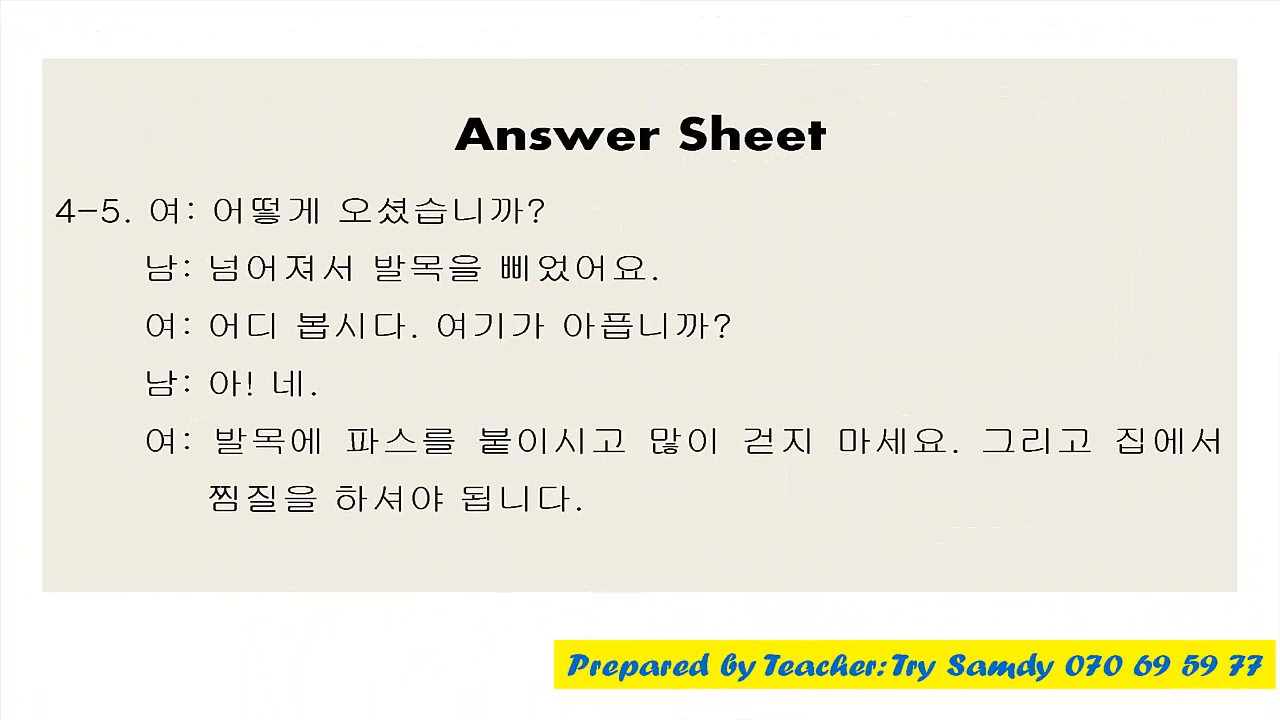 Answer Sheet
4-5. 여: 어떻게 오셨습니까?
남: 넘어져서 발목을 삐었어요.
여: 어디 봅시다. 여기가 아픕니까?
남: 아! 네.
여: 발목에 파스를 붙이시고 많이 걷지 마세요. 그리고 집에서
찜질을 하셔야 됩니다.
Prepared by Teacher: Try Samdy 070 69 59 77